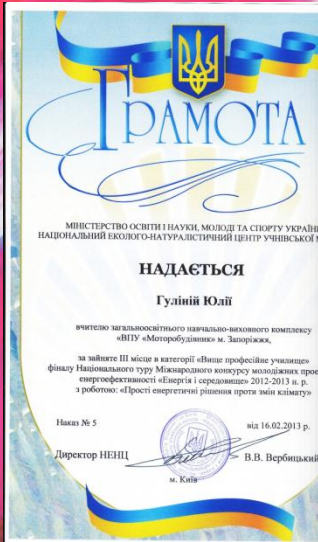 ГРАМОТА
МІНІСТЕРСТВО ОСВІТИ І НАУКИ, МОЛОДІ ТА СПОРТУ УКРАЇНИ
НАЦІОНАЛЬНИЙ ЕКОЛОГО-НАТУРАЛІСТИЧНИЙ ЦЕНТР УЧНІВСЬКОЇ М
НАДАЄТЬСЯ
Гуліній Юлії
вчителю загальноосвітнього навчально-виховного комплексу
«ВПУ «Моторобудівник» м. Запоріжжя,
за зайняте ІІІ місце в категорії «Вище професійне училище»
фіналу Національного туру Міжнародного конкурсу молодіжних прое
енергоефективності «Енергія і середовище» 2012-2013 н. р.
з роботою: «Прості енергетичні рішення проти змін клімату»
Наказ № 5 від 16.02.2013 р.
Директор НЕНЦ В.В. Вербицький
м. Київ